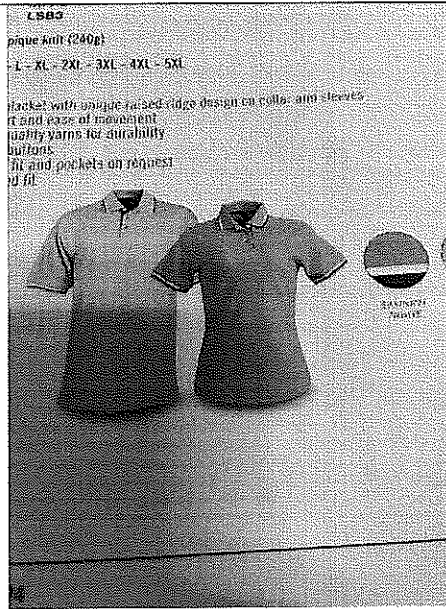 LSB3
pique knit (240g)
- L - XL - 2XL - 3XL - 4XL - 5XL
placket with unique raised ridge design on collar and sleeves
rt and ease of movement
quality yarns for durability
buttons
fit and pockets on request
d fit